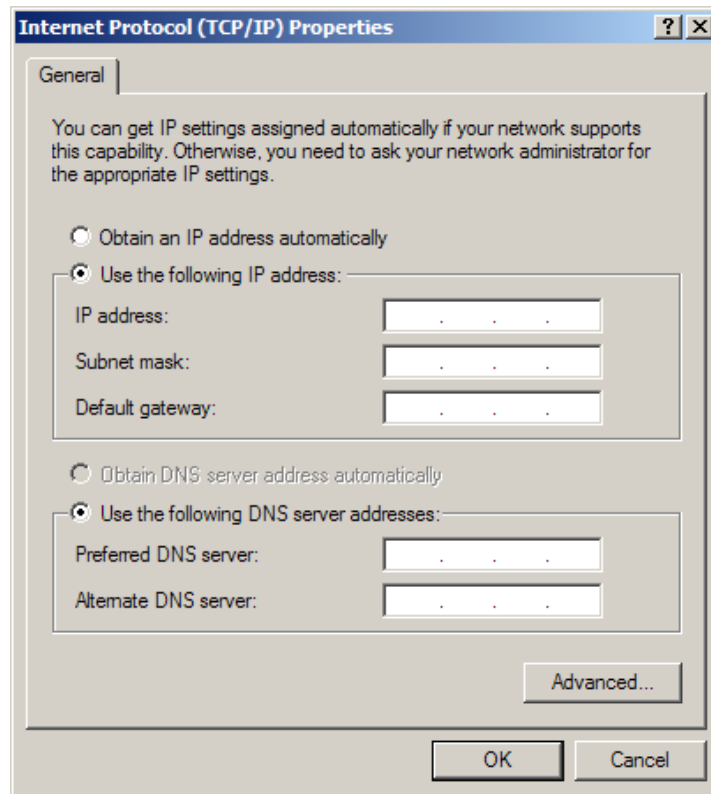 Internet Protocol (TCP/IP) Properties
General
You can get IP settings assigned automatically if your network supports
this capability. Otherwise, you need to ask your network administrator for
the appropriate IP settings.
Obtain an IP address automatically
Use the following IP address:
IP address:
Subnet mask:
Default gateway:
Obtain DNS server address automatically
Use the following DNS server addresses:
Preferred DNS server:
Alternate DNS server:
Advanced...
OK Cancel